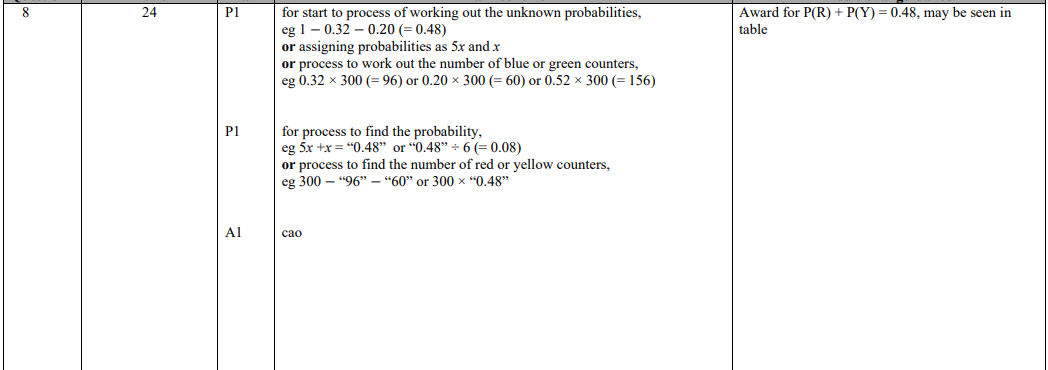 8 24 P1 for start to process of working out the unknown probabilities, Award for P(R) + P(Y) = 0.48, may be seen in
eg 1 – 0.32 – 0.20 (= 0.48) table
or assigning probabilities as 5x and x
or process to work out the number of blue or green counters,
eg 0.32 × 300 (= 96) or 0.20 × 300 (= 60) or 0.52 × 300 (= 156)
P1 for process to find the probability,
eg 5x +x = “0.48” or “0.48” ÷ 6 (= 0.08)
or process to find the number of red or yellow counters,
eg 300 – “96” – “60” or 300 × “0.48”
A1 cao